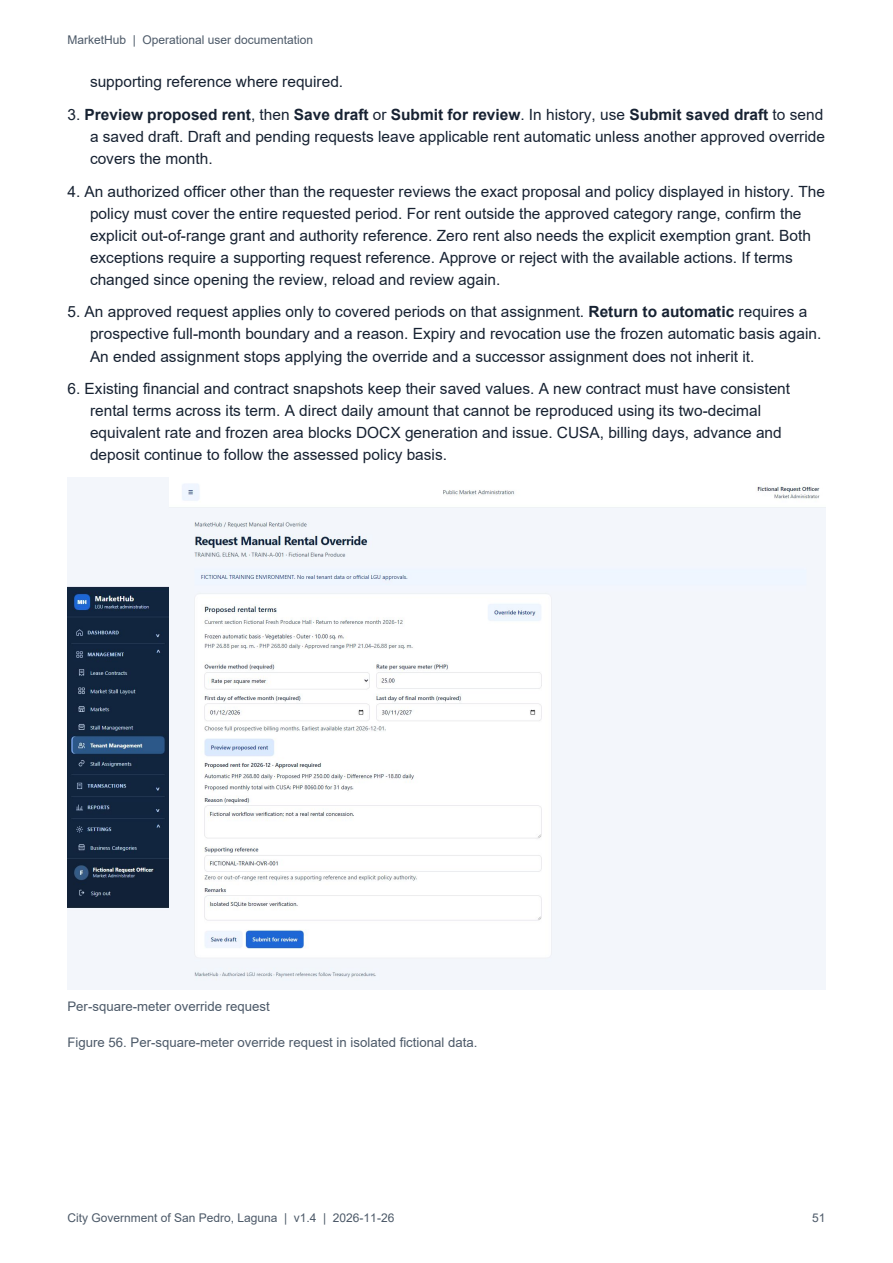 MarketHub | Operational user documentation
supporting reference where required.
3. Preview proposed rent, then Save draft or Submit for review. In history, use Submit saved draft to send
a saved draft. Draft and pending requests leave applicable rent automatic unless another approved override
covers the month.
4. An authorized officer other than the requester reviews the exact proposal and policy displayed in history. The
policy must cover the entire requested period. For rent outside the approved category range, confirm the
explicit out-of-range grant and authority reference. Zero rent also needs the explicit exemption grant. Both
exceptions require a supporting request reference. Approve or reject with the available actions. If terms
changed since opening the review, reload and review again.
5. An approved request applies only to covered periods on that assignment. Return to automatic requires a
prospective full-month boundary and a reason. Expiry and revocation use the frozen automatic basis again.
An ended assignment stops applying the override and a successor assignment does not inherit it.
6. Existing financial and contract snapshots keep their saved values. A new contract must have consistent
rental terms across its term. A direct daily amount that cannot be reproduced using its two-decimal
equivalent rate and frozen area blocks DOCX generation and issue. CUSA, billing days, advance and
deposit continue to follow the assessed policy basis.
Public Market Administration
Fictional Request Officer
Market Administrator
MarketHub / Request Manual Rental Override
Request Manual Rental Override
TRAINING, ELENA, M. · TRAIN-A-001 · Fictional Elena Produce
FICTIONAL TRAINING ENVIRONMENT. No real tenant data or official LGU approvals.
MH
MarketHub
LGU market administration
DASHBOARD
MANAGEMENT
Lease Contracts
Market Stall Layout
Markets
Stall Management
Tenant Management
Stall Assignments
TRANSACTIONS
REPORTS
SETTINGS
Business Categories
F
Fictional Request Officer
Market Administrator
Sign out
Proposed rental terms
Override history
Current section Fictional Fresh Produce Hall · Return to reference month 2026-12
Frozen automatic basis · Vegetables · Outer · 10.00 sq. m.
PHP 26.88 per sq. m. · PHP 268.80 daily · Approved range PHP 21.04–26.88 per sq. m.
Override method (required)
Rate per square meter (PHP)
Rate per square meter
25.00
First day of effective month (required)
Last day of final month (required)
01/12/2026
30/11/2027
Choose full prospective billing months. Earliest available start 2026-12-01.
Preview proposed rent
Proposed rent for 2026-12 · Approval required
Automatic PHP 268.80 daily · Proposed PHP 250.00 daily · Difference PHP -18.80 daily
Proposed monthly total with CUSA: PHP 8060.00 for 31 days.
Reason (required)
Fictional workflow verification; not a real rental concession.
Supporting reference
FICTIONAL-TRAIN-OVR-001
Zero or out-of-range rent requires a supporting reference and explicit policy authority.
Remarks
Isolated SQLite browser verification.
Save draft
Submit for review
MarketHub · Authorized LGU records · Payment references follow Treasury procedures.
Per-square-meter override request
Figure 56. Per-square-meter override request in isolated fictional data.
City Government of San Pedro, Laguna | v1.4 | 2026-11-26
51